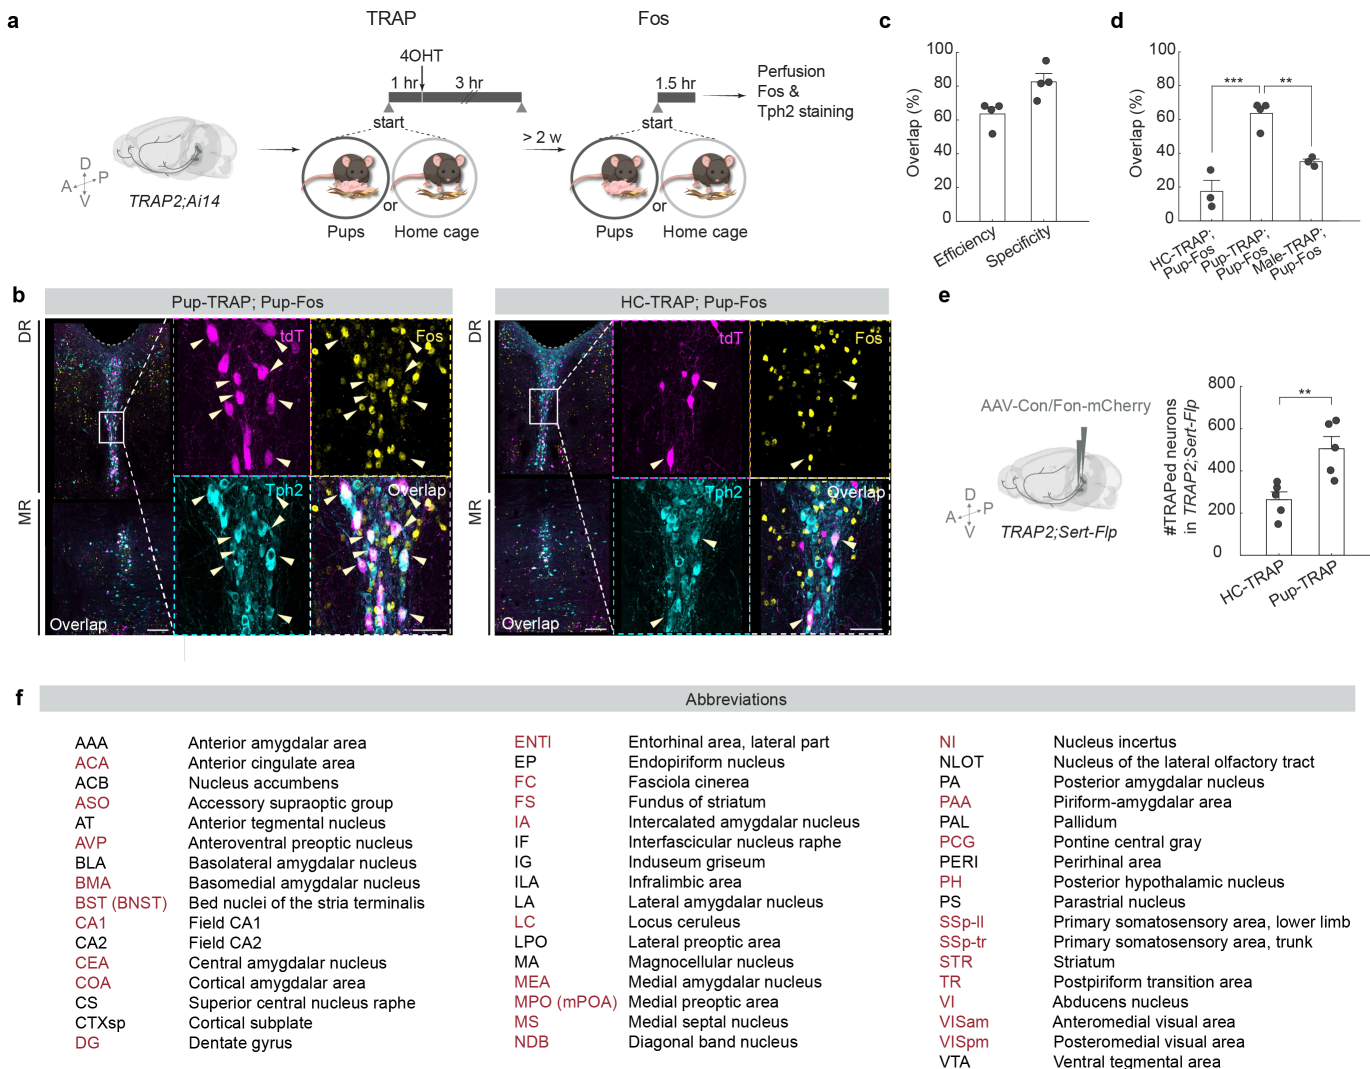 a
TRAP
Fos
4OHT
1 hr
3 hr
start
1.5 hr
start
Perfusion
Fos &
Tph2 staining
> 2 w
D
A
P
V
TRAP2;Ai14
or
Pups
Home cage
or
Pups
Home cage
c
Overlap (%)
100
80
60
40
20
0
Efficiency
Specificity
d
Overlap (%)
100
80
60
40
20
0
***
**
HC-TRAP;
Pup-Fos
Pup-TRAP;
Pup-Fos
Male-TRAP;
Pup-Fos
b
Pup-TRAP; Pup-Fos
DR
MR
tdT
Fos
Tph2
Overlap
Overlap
HC-TRAP; Pup-Fos
DR
MR
tdT
Fos
Tph2
Overlap
Overlap
e
AAV-Con/Fon-mCherry
D
A
P
V
TRAP2;Sert-Flp
#TRAPed neurons
in TRAP2;Sert-Flp
800
600
400
200
0
**
HC-TRAP
Pup-TRAP
f
Abbreviations
AAA Anterior amygdalar area
ACA Anterior cingulate area
ACB Nucleus accumbens
ASO Accessory supraoptic group
AT Anterior tegmental nucleus
AVP Anteroventral preoptic nucleus
BLA Basolateral amygdalar nucleus
BMA Basomedial amygdalar nucleus
BST (BNST) Bed nuclei of the stria terminalis
CA1 Field CA1
CA2 Field CA2
CEA Central amygdalar nucleus
COA Cortical amygdalar area
CS Superior central nucleus raphe
CTXsp Cortical subplate
DG Dentate gyrus
ENTl Entorhinal area, lateral part
EP Endopiriform nucleus
FC Fasciola cinerea
FS Fundus of striatum
IA Intercalated amygdalar nucleus
IF Interfascicular nucleus raphe
IG Induseum griseum
ILA Infralimbic area
LA Lateral amygdalar nucleus
LC Locus ceruleus
LPO Lateral preoptic area
MA Magnocellular nucleus
MEA Medial amygdalar nucleus
MPO (mPOA) Medial preoptic area
MS Medial septal nucleus
NDB Diagonal band nucleus
NI Nucleus incertus
NLOT Nucleus of the lateral olfactory tract
PA Posterior amygdalar nucleus
PAA Piriform-amygdalar area
PAL Pallidum
PCG Pontine central gray
PERI Perirhinal area
PH Posterior hypothalamic nucleus
PS Parastrial nucleus
SSp-ll Primary somatosensory area, lower limb
SSp-tr Primary somatosensory area, trunk
STR Striatum
TR Postpiriform transition area
VI Abducens nucleus
VISam Anteromedial visual area
VISpm Posteromedial visual area
VTA Ventral tegmental area